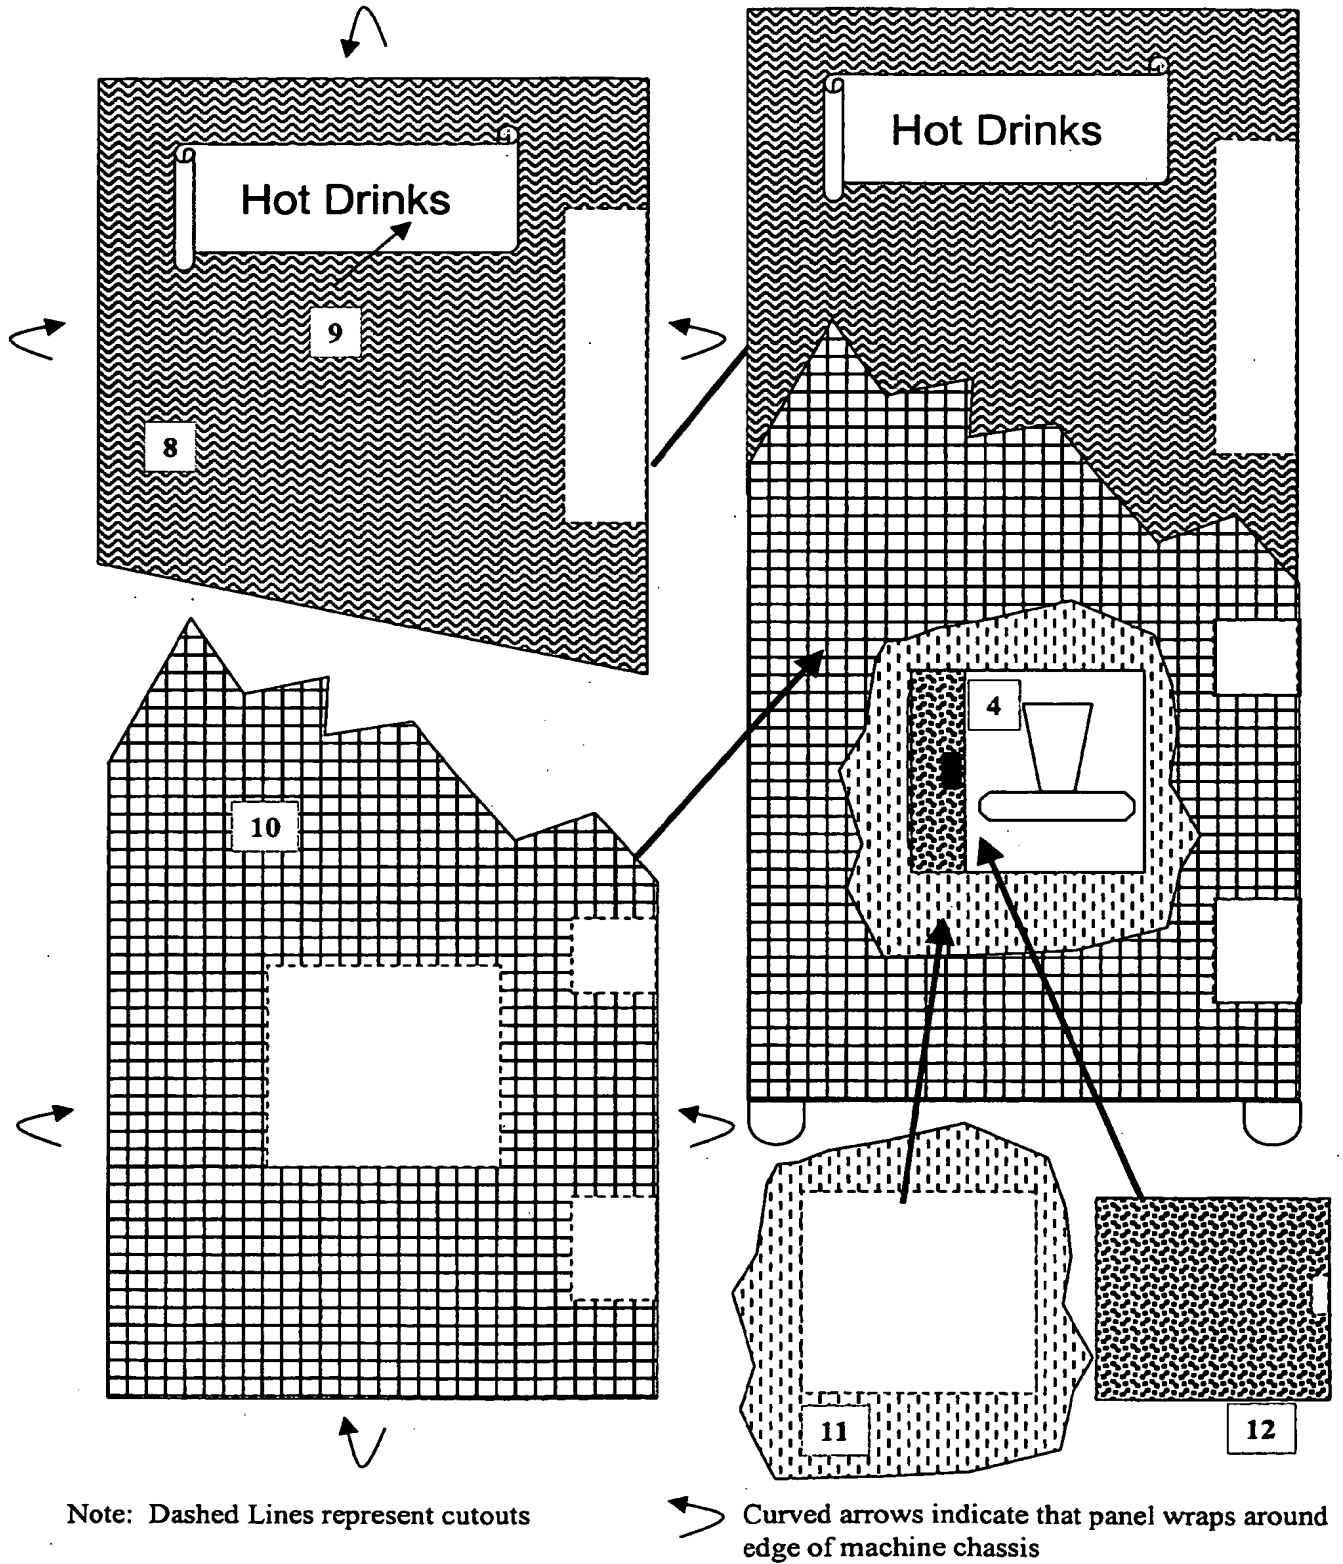 Hot Drinks
Hot Drinks
9
8
4
10
11
12
Note: Dashed Lines represent cutouts
Curved arrows indicate that panel wraps around
edge of machine chassis